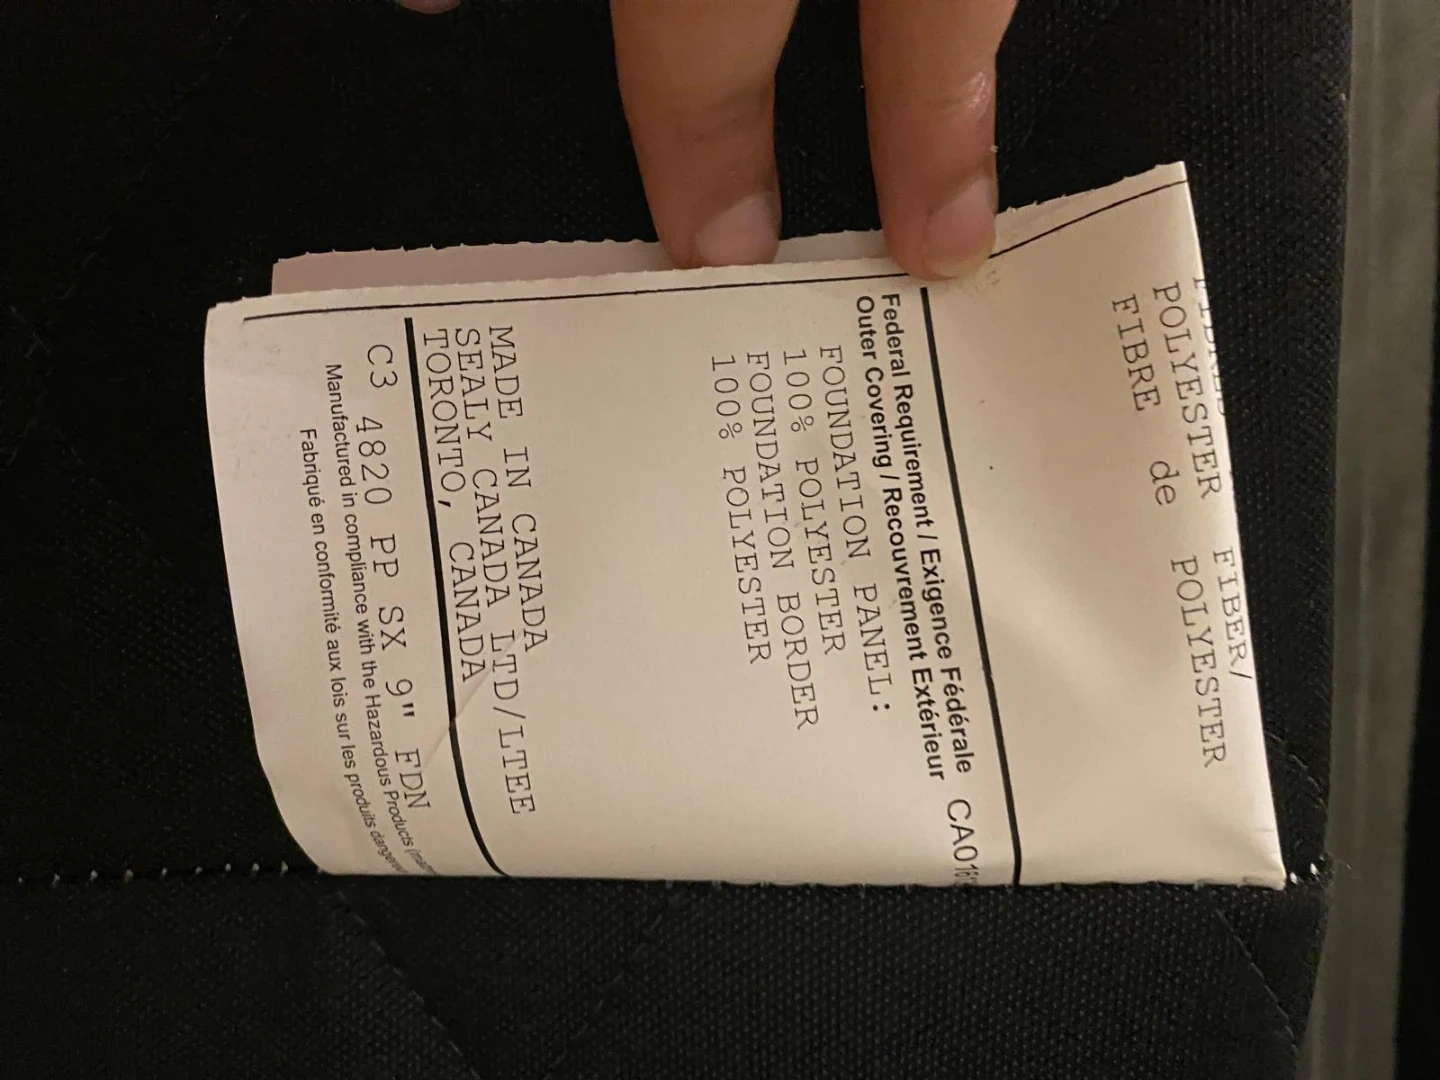 POLYESTER FIBER/
FIBRE de POLYESTER
Federal Requirement / Exigence Fédérale
Outer Covering / Recouvrement Extérieur CA016
FOUNDATION PANEL:
100% POLYESTER
FOUNDATION BORDER
100% POLYESTER
MADE IN CANADA
SEALY CANADA LTD/LTEE
TORONTO, CANADA
C3 4820 PP SX 9" FDN
Manufactured in compliance with the Hazardous Products
Fabriqué en conformité aux lois sur les produits